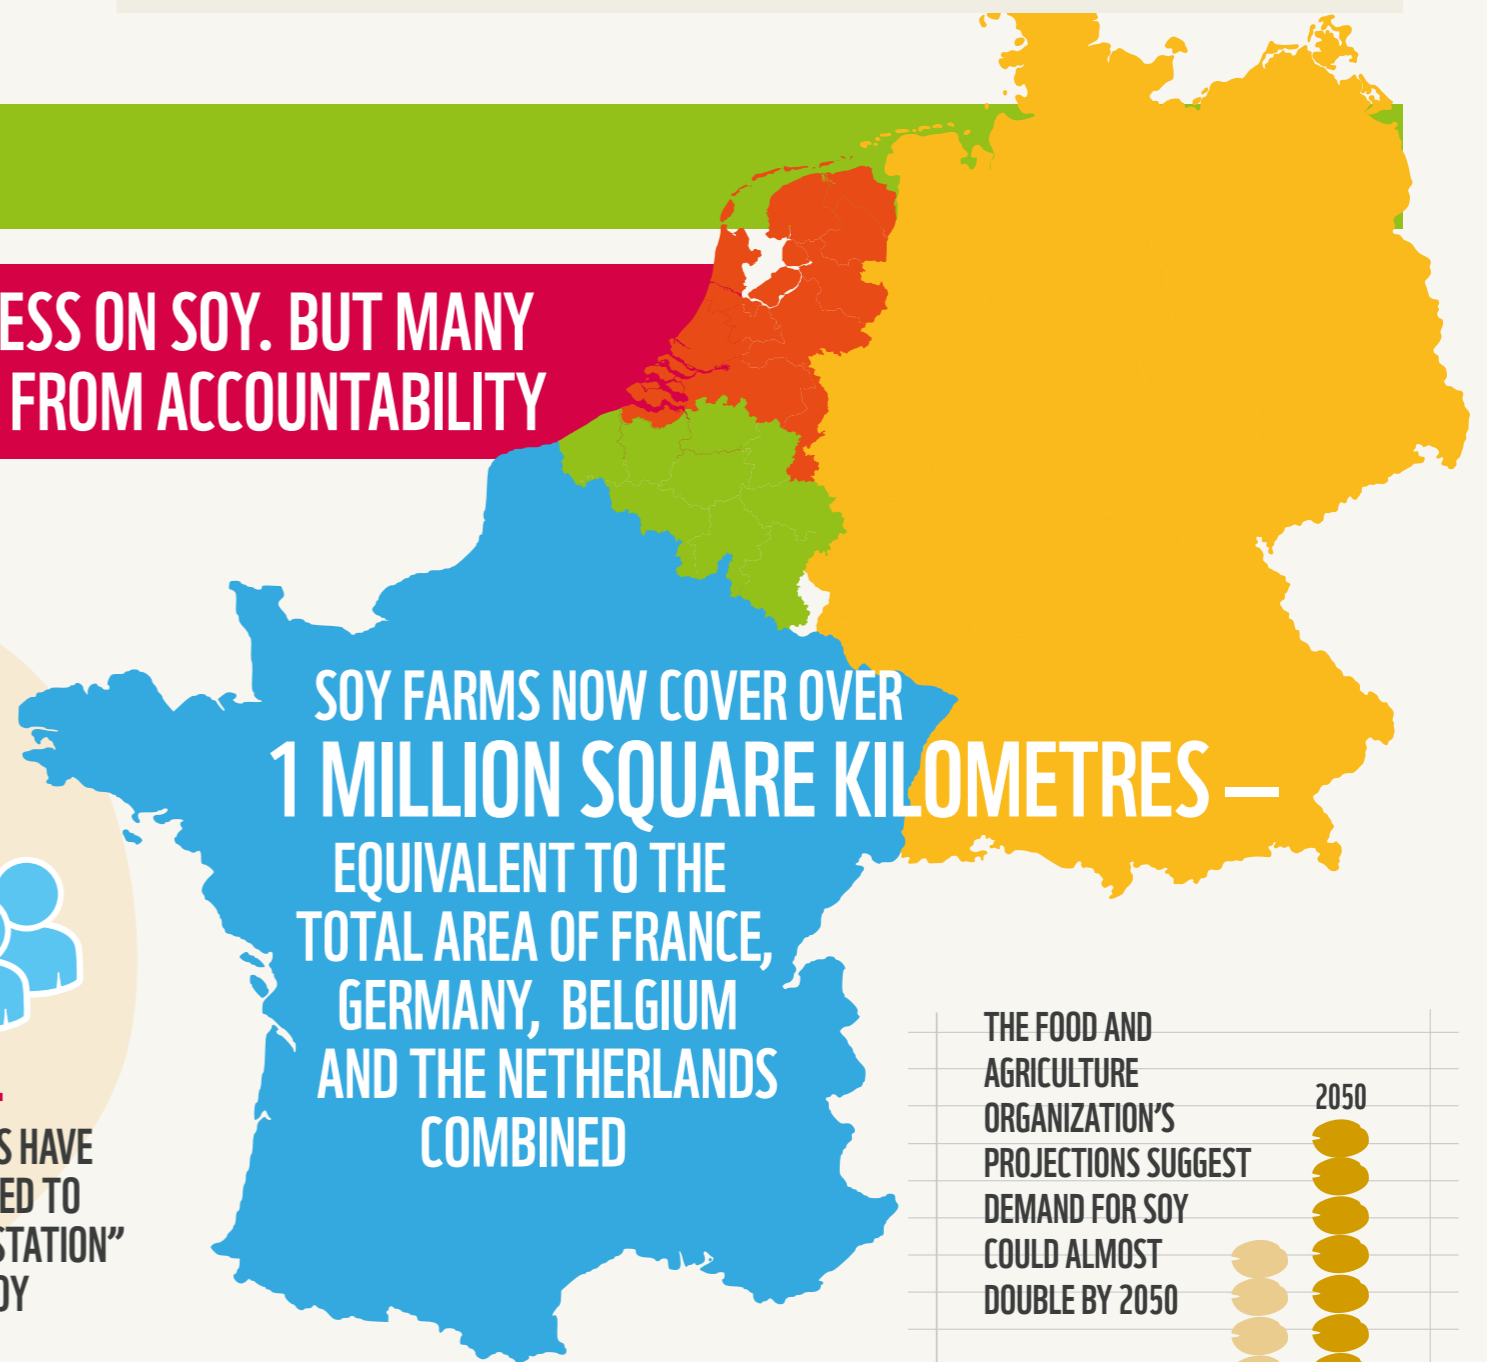 ESS ON SOY. BUT MANY
FROM ACCOUNTABILITY
SOY FARMS NOW COVER OVER
1 MILLION SQUARE KILOMETRES –
EQUIVALENT TO THE
TOTAL AREA OF FRANCE,
GERMANY, BELGIUM
AND THE NETHERLANDS
COMBINED
S HAVE
ED TO
STATION”
OY
THE FOOD AND
AGRICULTURE
ORGANIZATION’S
PROJECTIONS SUGGEST
DEMAND FOR SOY
COULD ALMOST
DOUBLE BY 2050
2050